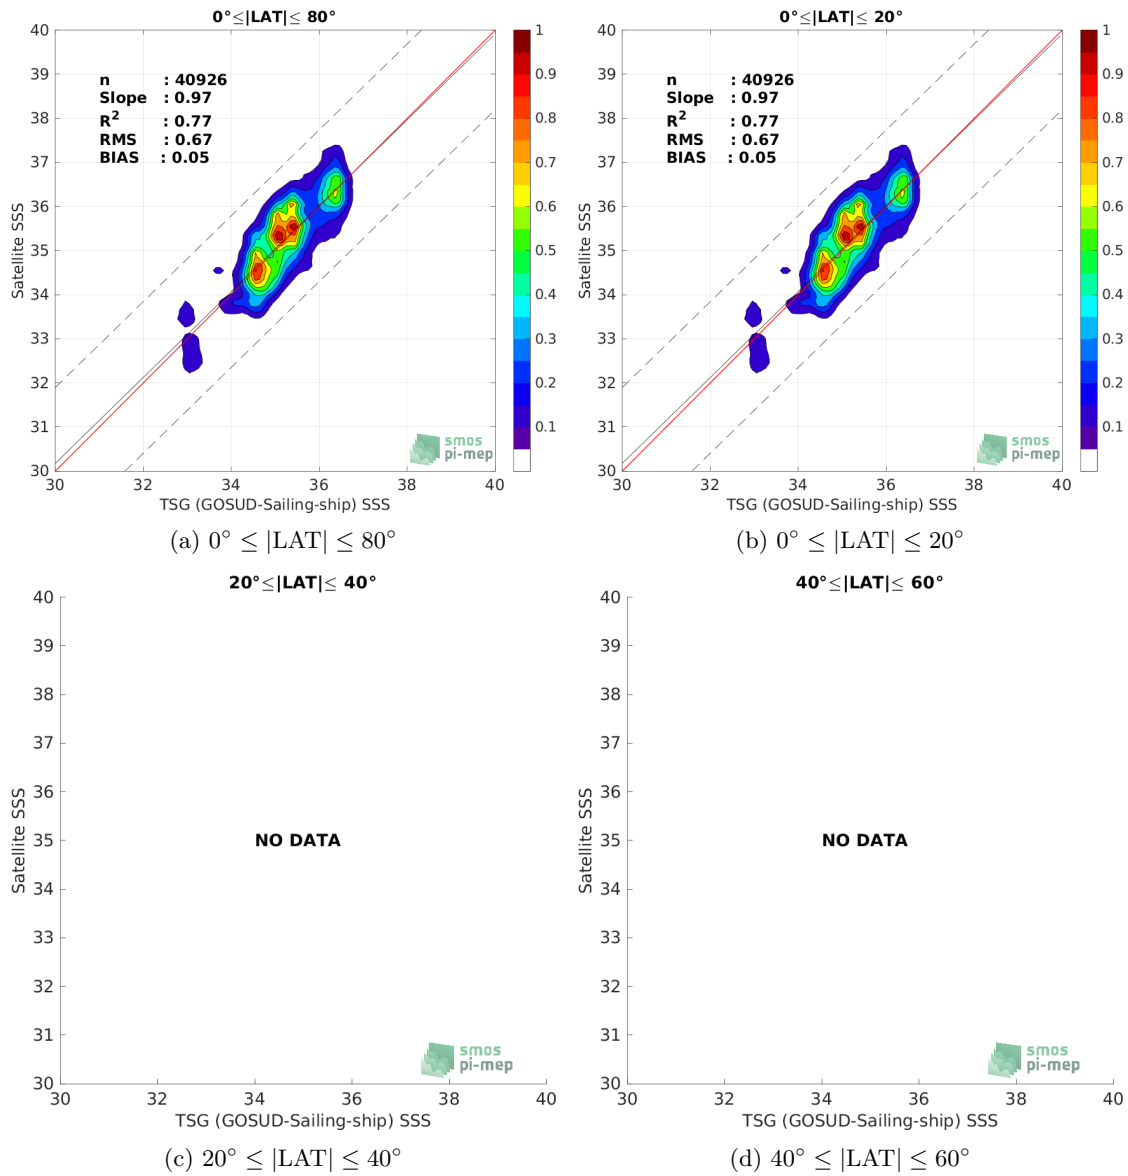 0°≤|LAT|≤ 80°
40
39
38
37
36
35
34
33
32
31
30
Satellite SSS
n : 40926
Slope : 0.97
R2 : 0.77
RMS : 0.67
BIAS : 0.05
smos
pi-mep
30 32 34 36 38 40
TSG (GOSUD-Sailing-ship) SSS
1
0.9
0.8
0.7
0.6
0.5
0.4
0.3
0.2
0.1
(a) 0° ≤ |LAT| ≤ 80°
0°≤|LAT|≤ 20°
40
39
38
37
36
35
34
33
32
31
30
Satellite SSS
n : 40926
Slope : 0.97
R2 : 0.77
RMS : 0.67
BIAS : 0.05
smos
pi-mep
30 32 34 36 38 40
TSG (GOSUD-Sailing-ship) SSS
1
0.9
0.8
0.7
0.6
0.5
0.4
0.3
0.2
0.1
(b) 0° ≤ |LAT| ≤ 20°
20°≤|LAT|≤ 40°
40
39
38
37
36
35
34
33
32
31
30
Satellite SSS
NO DATA
smos
pi-mep
30 32 34 36 38 40
TSG (GOSUD-Sailing-ship) SSS
(c) 20° ≤ |LAT| ≤ 40°
40°≤|LAT|≤ 60°
40
39
38
37
36
35
34
33
32
31
30
Satellite SSS
NO DATA
smos
pi-mep
30 32 34 36 38 40
TSG (GOSUD-Sailing-ship) SSS
(d) 40° ≤ |LAT| ≤ 60°